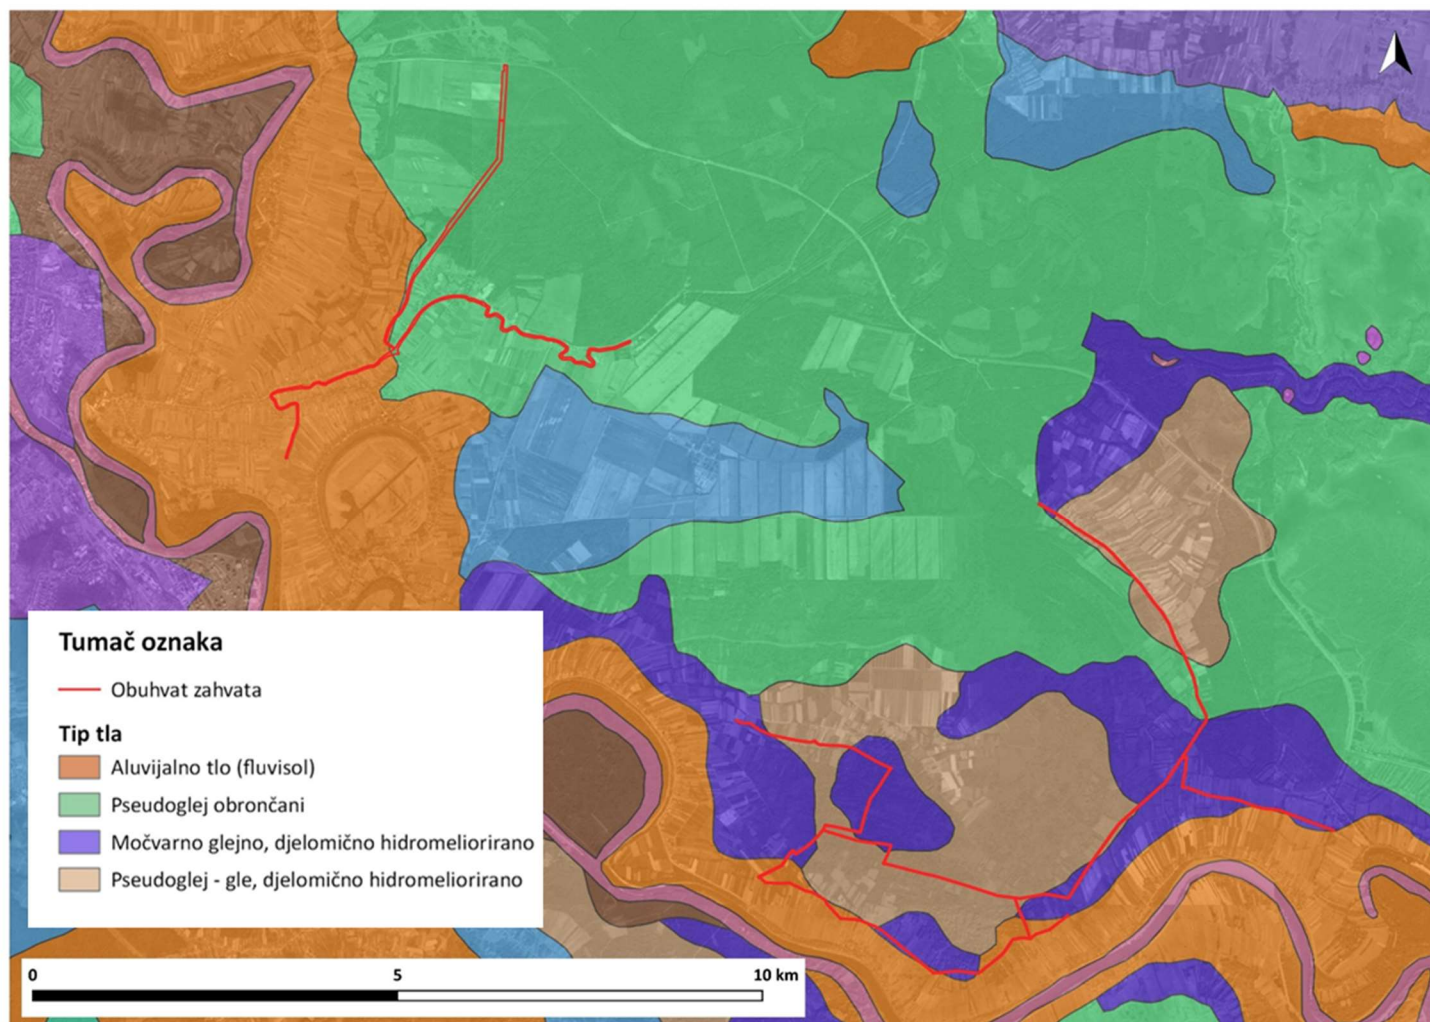 Tumač oznaka
Obuhvat zahvata
Tip tla
Aluvijalno tlo (fluvisol)
Pseudoglej obrončani
Močvarno glejno, djelomično hidromeliorirano
Pseudoglej - gle, djelomično hidromeliorirano
0 5 10 km